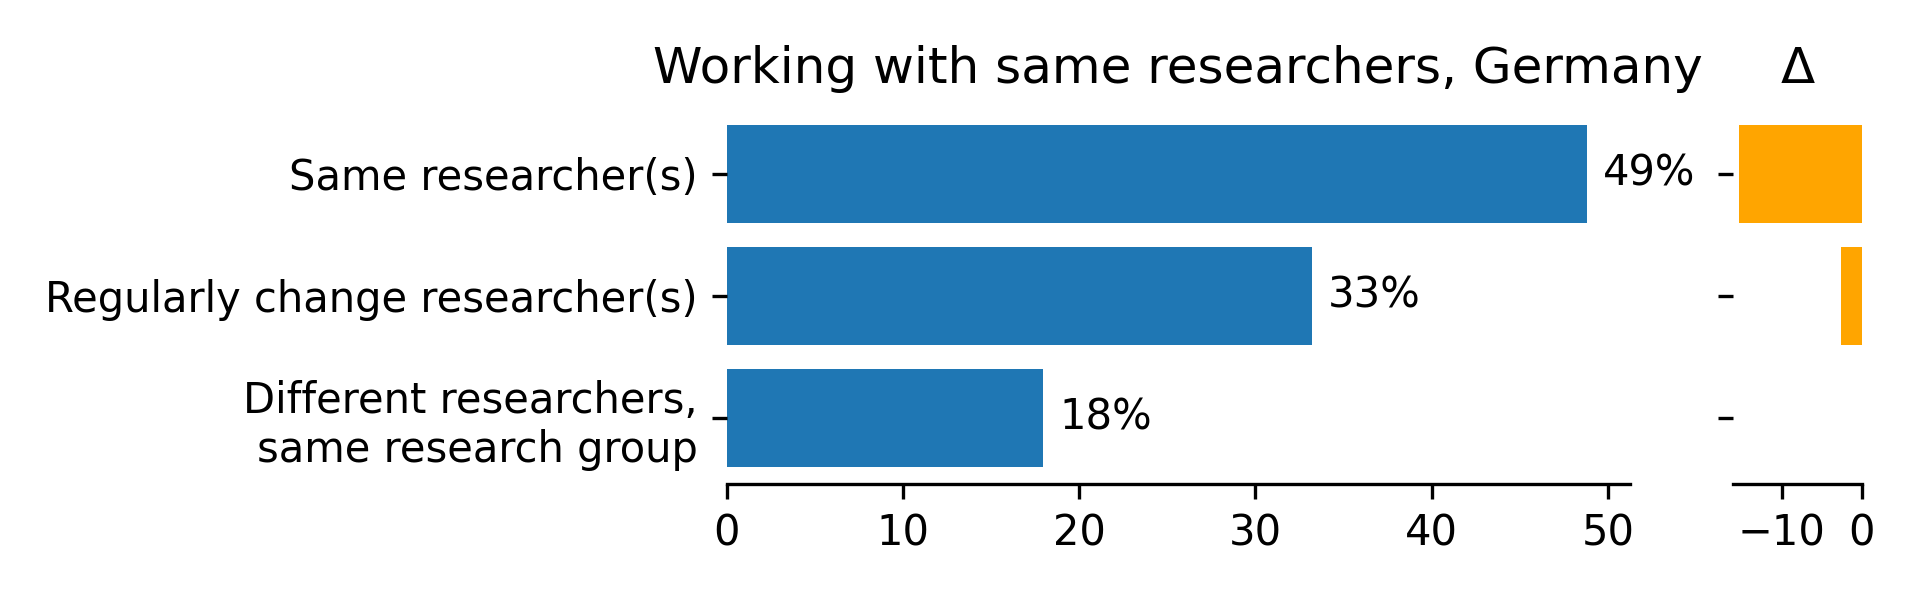 Working with same researchers, Germany Δ
Same researcher(s) 49%
Regularly change researcher(s) 33%
Different researchers,
same research group 18%
0 10 20 30 40 50 −10 0